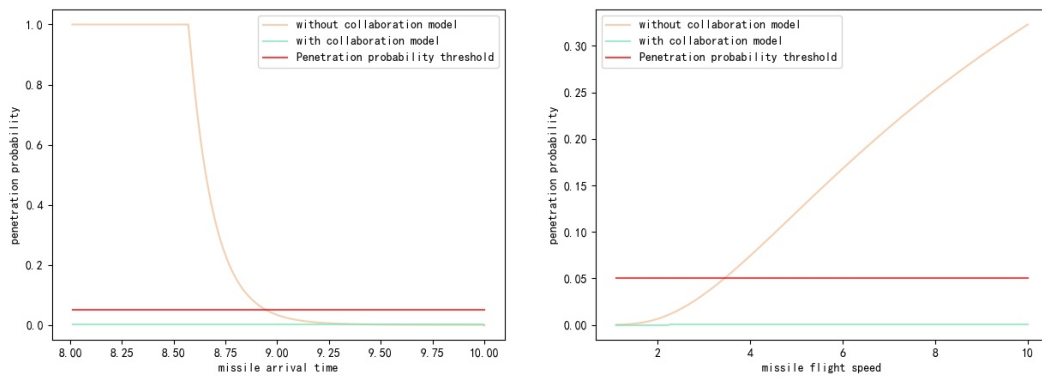 1.0
0.8
0.6
0.4
0.2
0.0
penetration probability
8.00 8.25 8.50 8.75 9.00 9.25 9.50 9.75 10.00
missile arrival time
without collaboration model
with collaboration model
Penetration probability threshold
0.30
0.25
0.20
0.15
0.10
0.05
0.00
penetration probability
2 4 6 8 10
missile flight speed
without collaboration model
with collaboration model
Penetration probability threshold